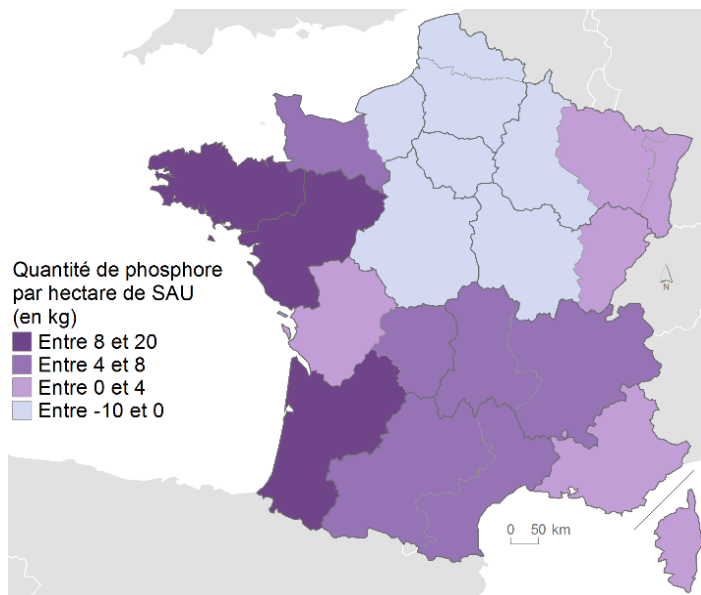 Quantité de phosphore
par hectare de SAU
(en kg)
Entre 8 et 20
Entre 4 et 8
Entre 0 et 4
Entre -10 et 0
N
0 50 km